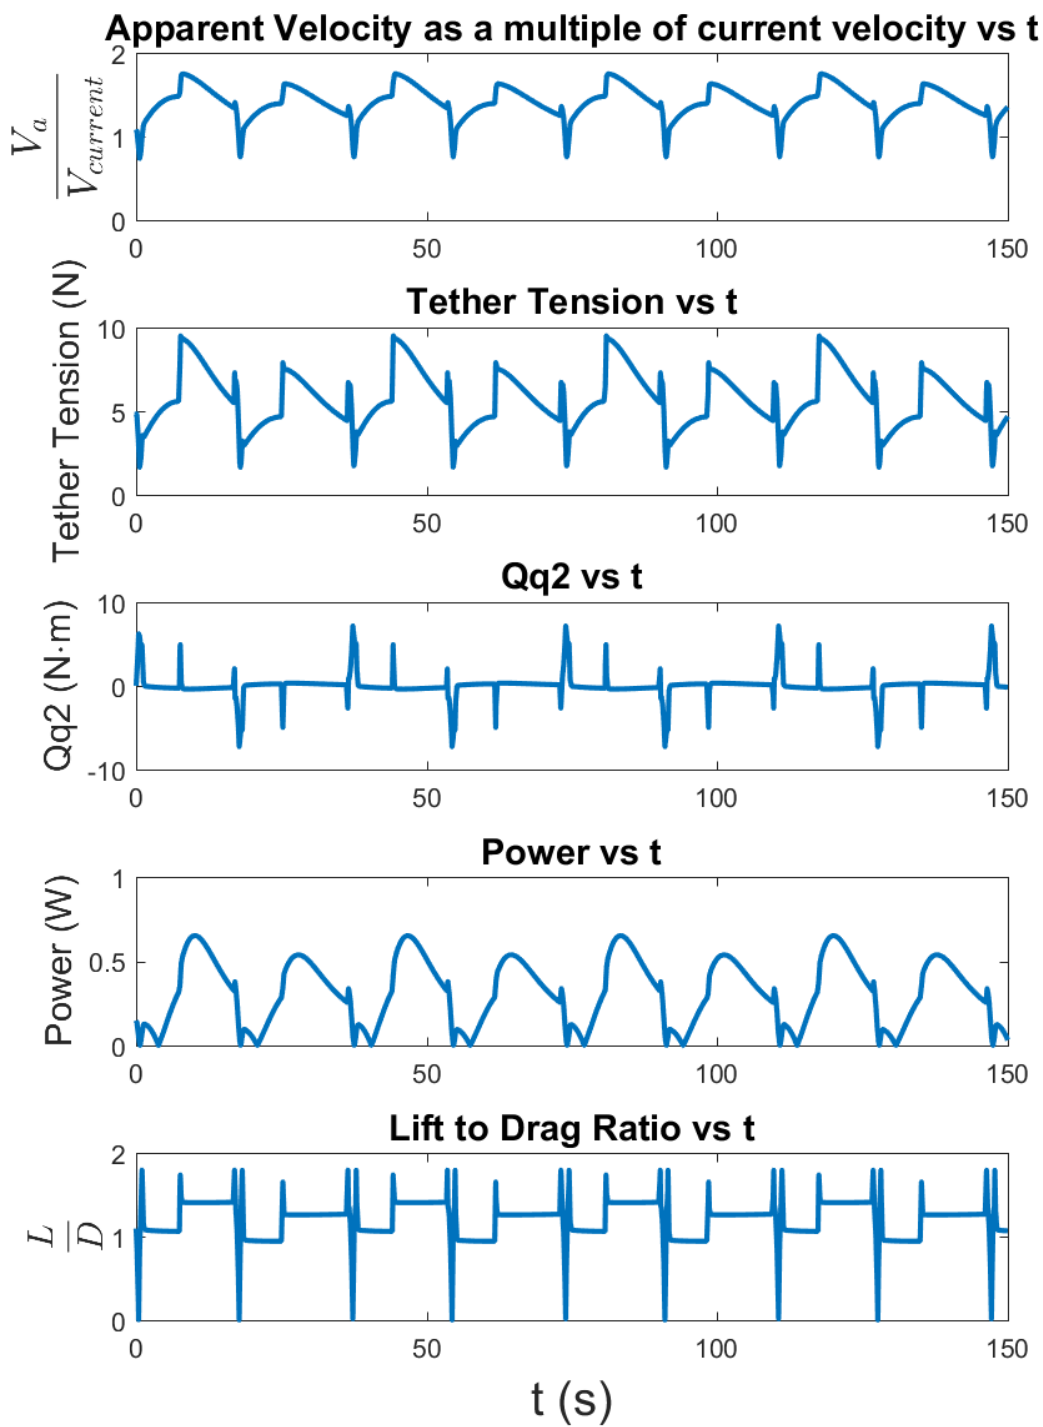 Apparent Velocity as a multiple of current velocity vs t
V_a / V_current
2
1
0
0 50 100 150
Tether Tension vs t
Tether Tension (N)
10
5
0
0 50 100 150
Qq2 vs t
Qq2 (N·m)
10
0
-10
0 50 100 150
Power vs t
Power (W)
1
0.5
0
0 50 100 150
Lift to Drag Ratio vs t
L / D
2
1
0
0 50 100 150
t (s)